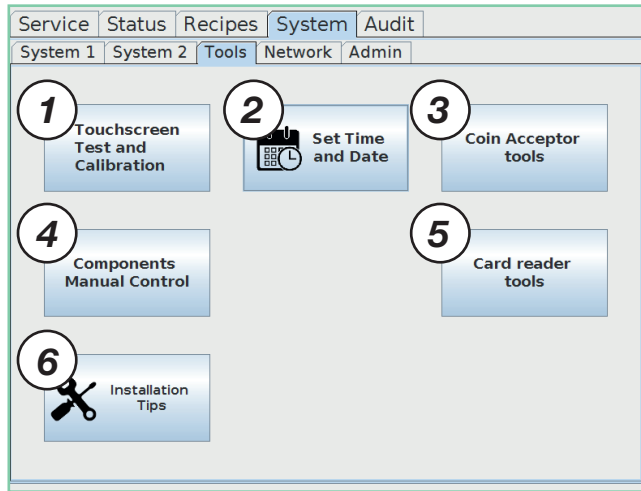 Service Status Recipes System Audit
System 1 System 2 Tools Network Admin
1
Touchscreen
Test and
Calibration
2
Set Time
and Date
3
Coin Acceptor
tools
4
Components
Manual Control
5
Card reader
tools
6
Installation
Tips